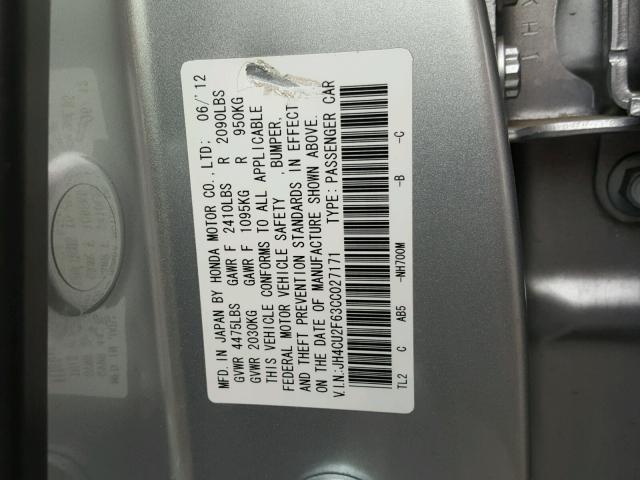 MFD. IN JAPAN BY HONDA MOTOR CO., LTD; 06/'12
GVWR 4475LBS GAWR F 2410LBS R 2090LBS
GVWR 2030KG GAWR F 1095KG R 950KG
THIS VEHICLE CONFORMS TO ALL APPLICABLE
FEDERAL MOTOR VEHICLE SAFETY ,BUMPER,
AND THEFT PREVENTION STANDARDS IN EFFECT
ON THE DATE OF MANUFACTURE SHOWN ABOVE.
V.I.N:JH4CU2F63CC027171 TYPE: PASSENGER CAR
TL2 C AB5 -NH700M -B -C